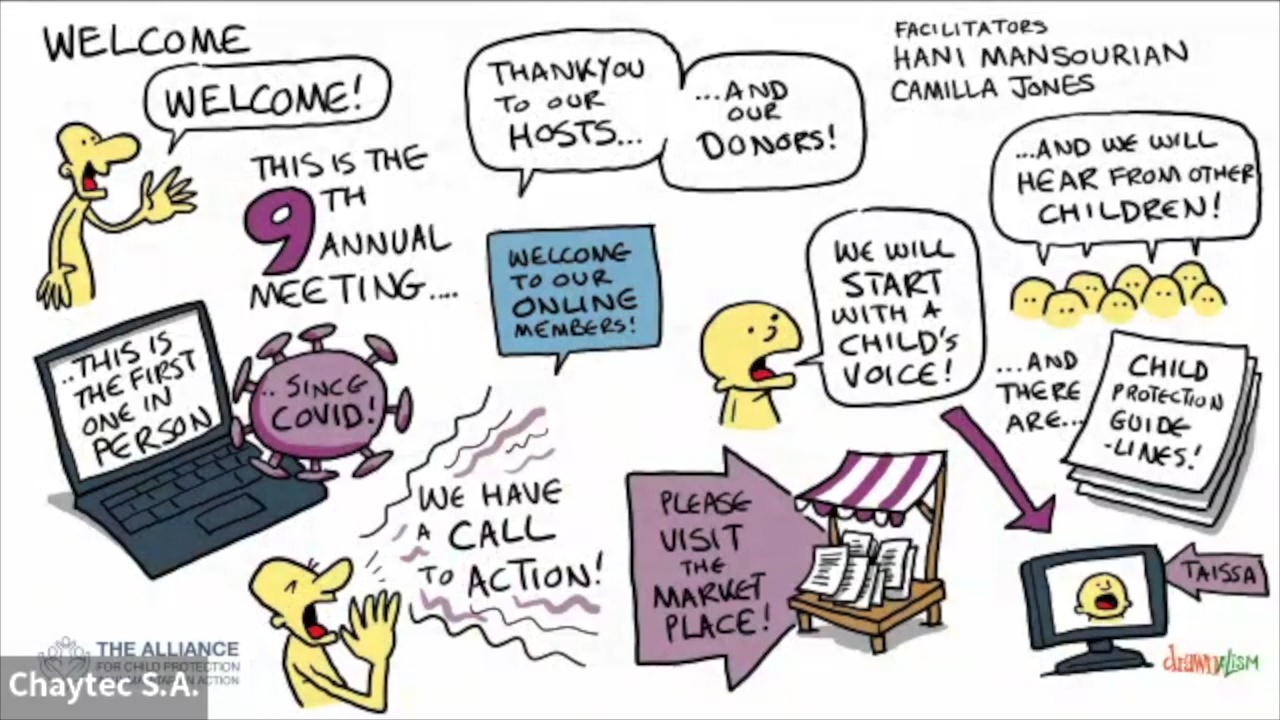 WELCOME
WELCOME!
THIS IS THE
9TH
ANNUAL
MEETING....
..THIS IS
THE FIRST
ONE IN
PERSON
.. SINCE
COVID!
THANKYOU
TO OUR
HOSTS...
...AND
OUR
DONORS!
WELCOME
TO OUR
ONLINE
MEMBERS!
WE HAVE
A CALL
TO ACTION!
FACILITATORS
HANI MANSOURIAN
CAMILLA JONES
WE WILL
START
WITH A
CHILD'S
VOICE!
...AND WE WILL
HEAR FROM OTHER
CHILDREN!
...AND
THERE
ARE...
CHILD
PROTECTION
GUIDE
-LINES!
PLEASE
VISIT
THE
MARKET
PLACE!
TAISSA
drawnalism
THE ALLIANCE
FOR CHILD PROTECTION
IN HUMANITARIAN ACTION
Chaytec S.A.